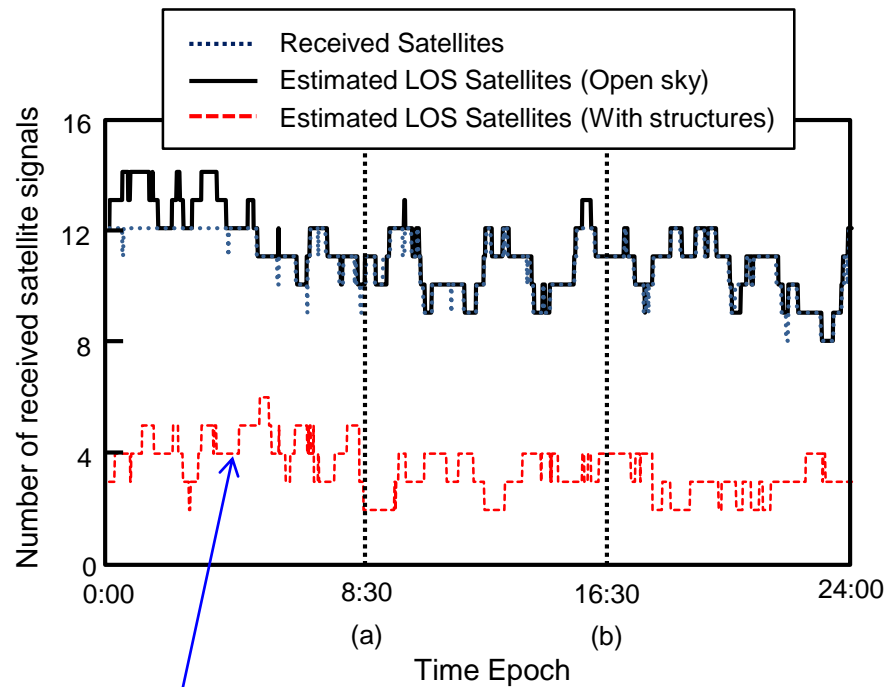 Received Satellites
Estimated LOS Satellites (Open sky)
Estimated LOS Satellites (With structures)
Number of received satellite signals
16
12
8
4
0
0:00
8:30
16:30
24:00
(a)
(b)
Time Epoch